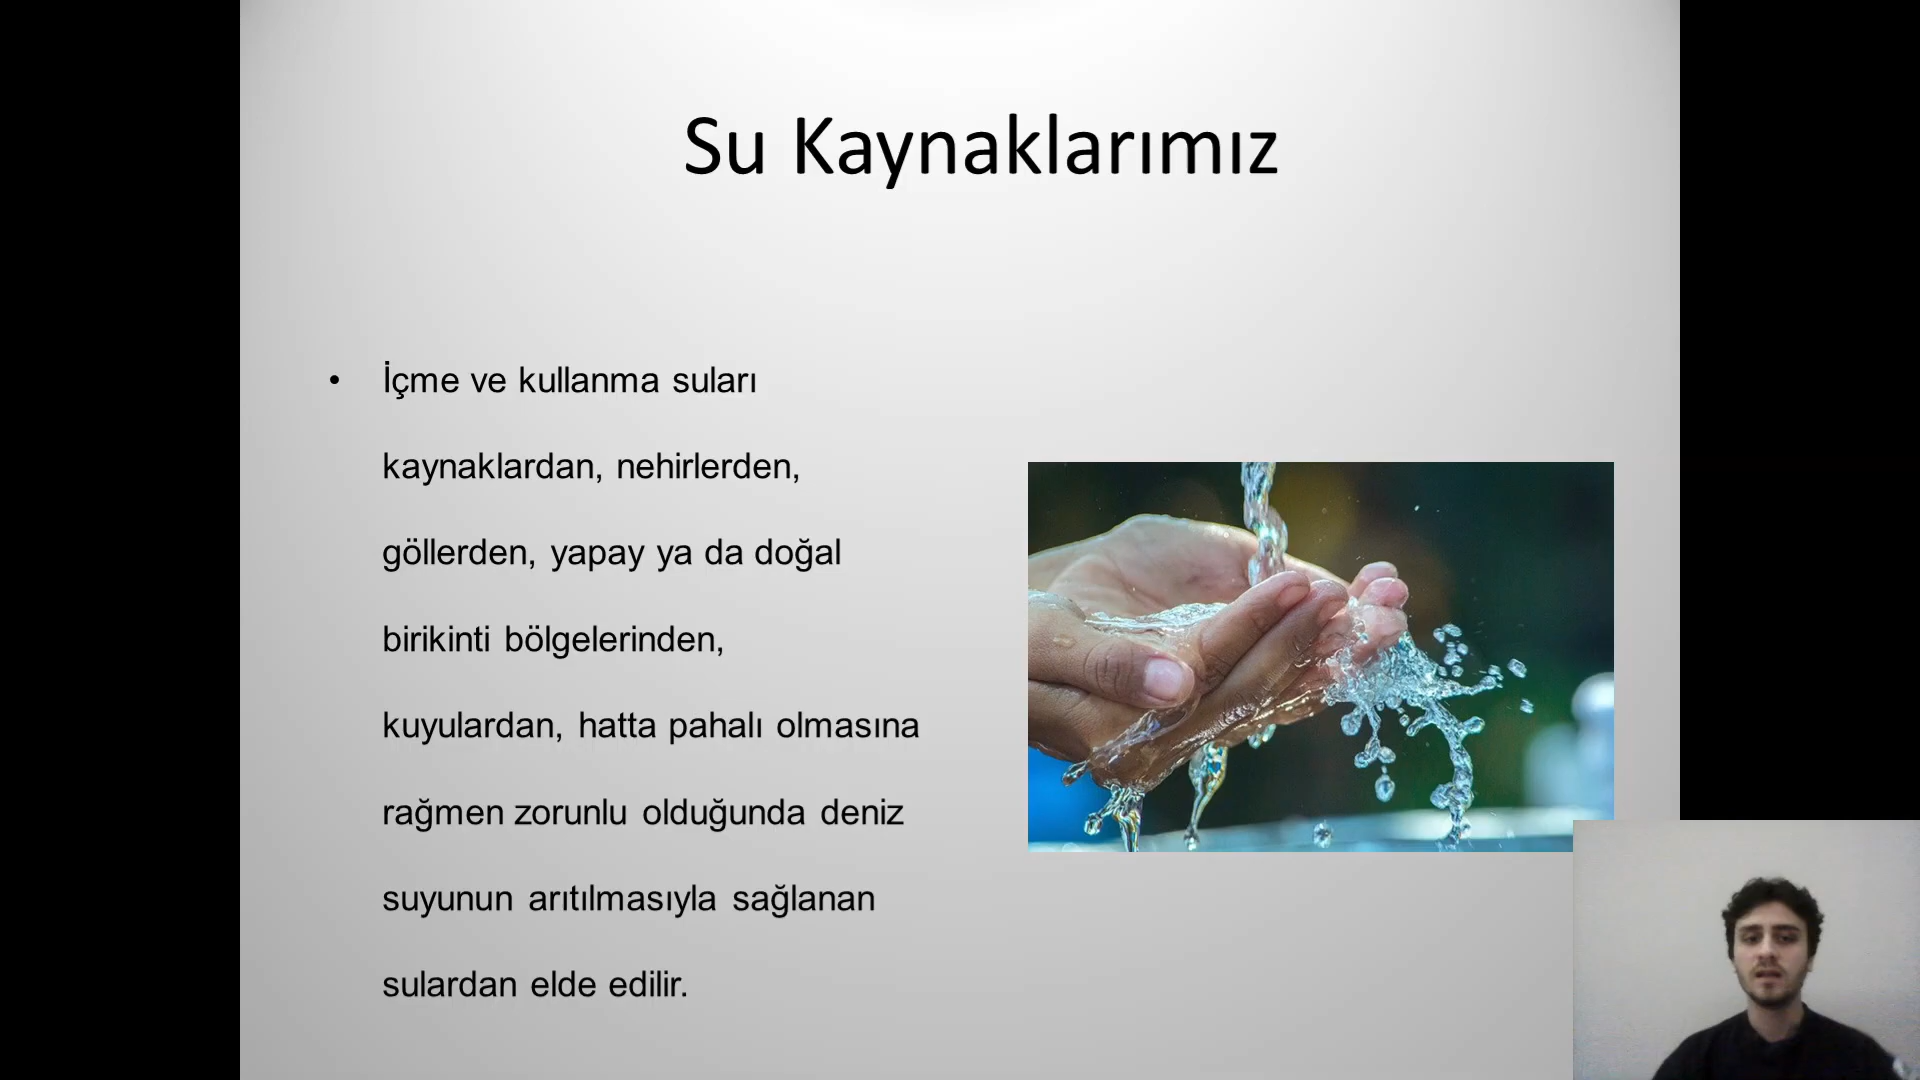 Su Kaynaklarımız
• İçme ve kullanma suları
kaynaklardan, nehirlerden,
göllerden, yapay ya da doğal
birikinti bölgelerinden,
kuyulardan, hatta pahalı olmasına
rağmen zorunlu olduğunda deniz
suyunun arıtılmasıyla sağlanan
sulardan elde edilir.